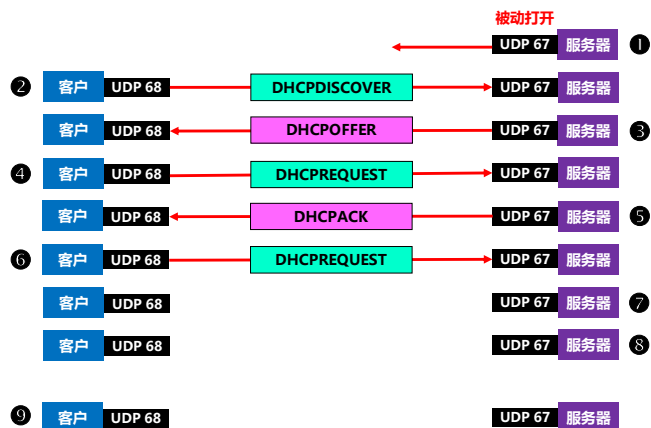 被动打开
UDP 67 服务器 ❶
❷ 客户 UDP 68 DHCPDISCOVER UDP 67 服务器
客户 UDP 68 DHCPOFFER UDP 67 服务器 ❸
❹ 客户 UDP 68 DHCPREQUEST UDP 67 服务器
客户 UDP 68 DHCPACK UDP 67 服务器 ❺
❻ 客户 UDP 68 DHCPREQUEST UDP 67 服务器
客户 UDP 68 UDP 67 服务器 ❼
客户 UDP 68 UDP 67 服务器 ❽
❾ 客户 UDP 68 UDP 67 服务器